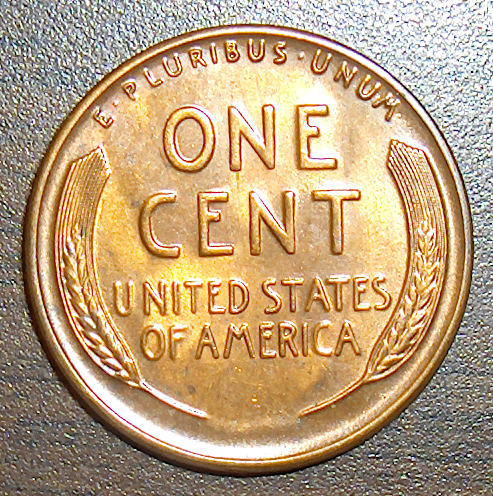 E·PLURIBUS·UNUM
ONE
CENT
UNITED STATES
OF AMERICA